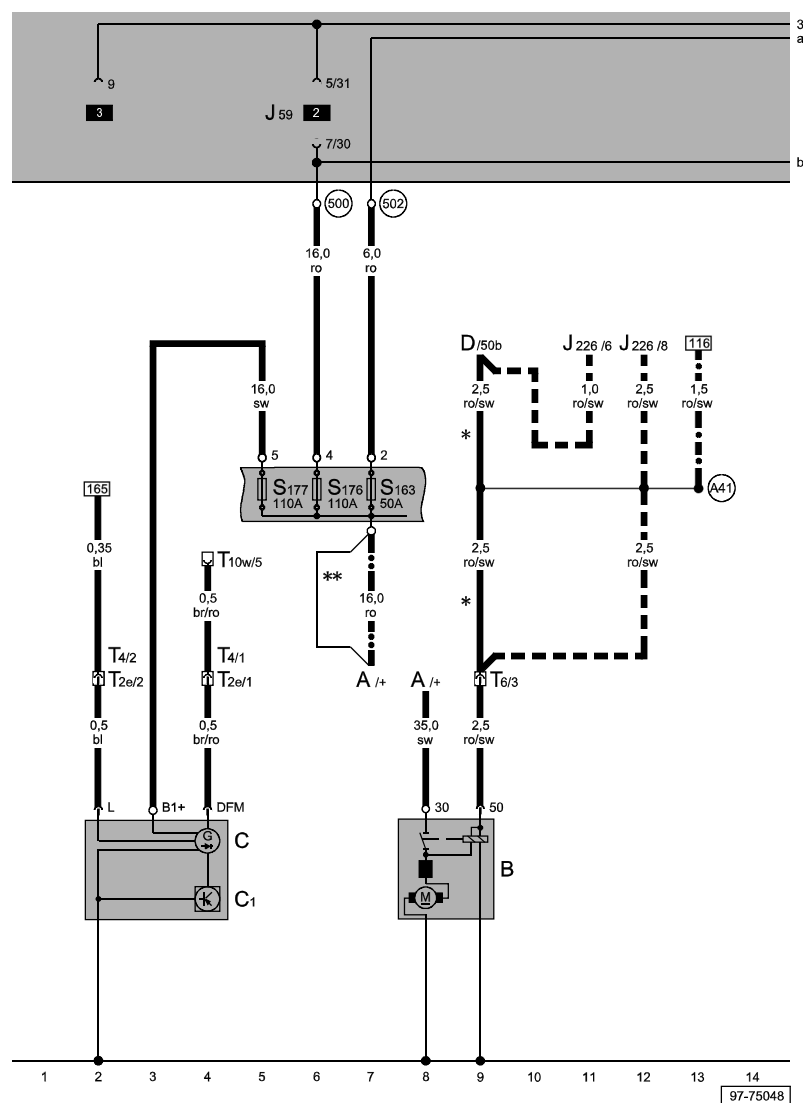 3
a
9
5/31
3
J 59
2
7/30
b
500
502
16,0
ro
6,0
ro
D /50b
J 226 /6
J 226 /8
116
16,0
sw
2,5
ro/sw
1,0
ro/sw
2,5
ro/sw
1,5
ro/sw
*
5
4
2
S177
110A
S176
110A
S163
50A
A41
165
0,35
bl
T10w/5
**
2,5
ro/sw
2,5
ro/sw
0,5
br/ro
16,0
ro
*
T4/2
T2e/2
T4/1
T2e/1
A /+
A /+
T6/3
0,5
bl
0,5
br/ro
35,0
sw
2,5
ro/sw
L
B1+
DFM
30
50
G
C
C1
M
B
1 2 3 4 5 6 7 8 9 10 11 12 13 14
97-75048